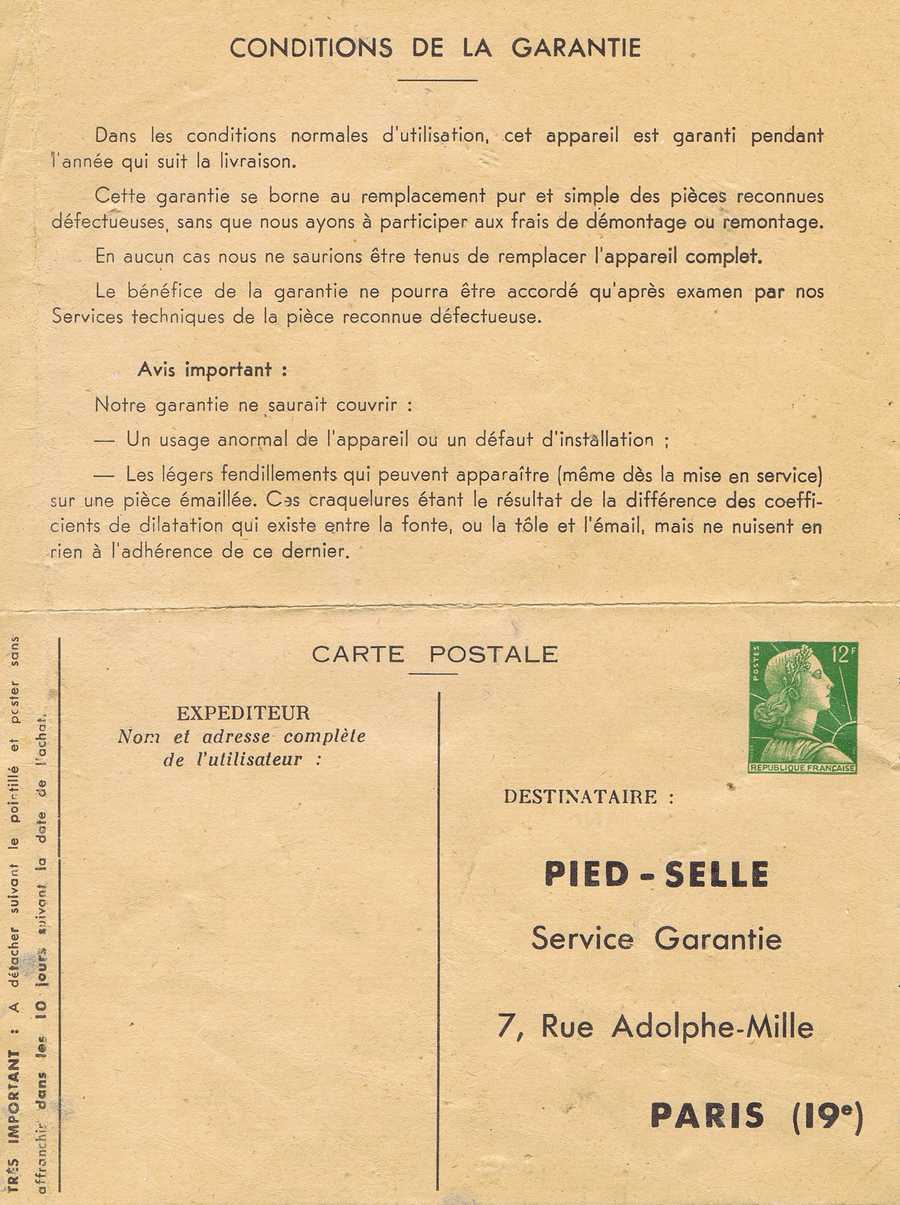 CONDITIONS DE LA GARANTIE
Dans les conditions normales d'utilisation, cet appareil est garanti pendant
l'année qui suit la livraison.
Cette garantie se borne au remplacement pur et simple des pièces reconnues
défectueuses, sans que nous ayons à participer aux frais de démontage ou remontage.
En aucun cas nous ne saurions être tenus de remplacer l'appareil complet.
Le bénéfice de la garantie ne pourra être accordé qu'après examen par nos
Services techniques de la pièce reconnue défectueuse.
Avis important :
Notre garantie ne saurait couvrir :
— Un usage anormal de l'appareil ou un défaut d'installation ;
— Les légers fendillements qui peuvent apparaître (même dès la mise en service)
sur une pièce émaillée. Ces craquelures étant le résultat de la différence des coeffi-
cients de dilatation qui existe entre la fonte, ou la tôle et l'émail, mais ne nuisent en
rien à l'adhérence de ce dernier.
TRÈS IMPORTANT : A détacher suivant le pointillé et poster sans
affranchir dans les 10 jours suivant la date de l'achat.
CARTE POSTALE
EXPEDITEUR
Nom et adresse complète
de l'utilisateur :
POSTES
12F
REPUBLIQUE FRANÇAISE
DESTINATAIRE :
PIED-SELLE
Service Garantie
7, Rue Adolphe-Mille
PARIS (19e)